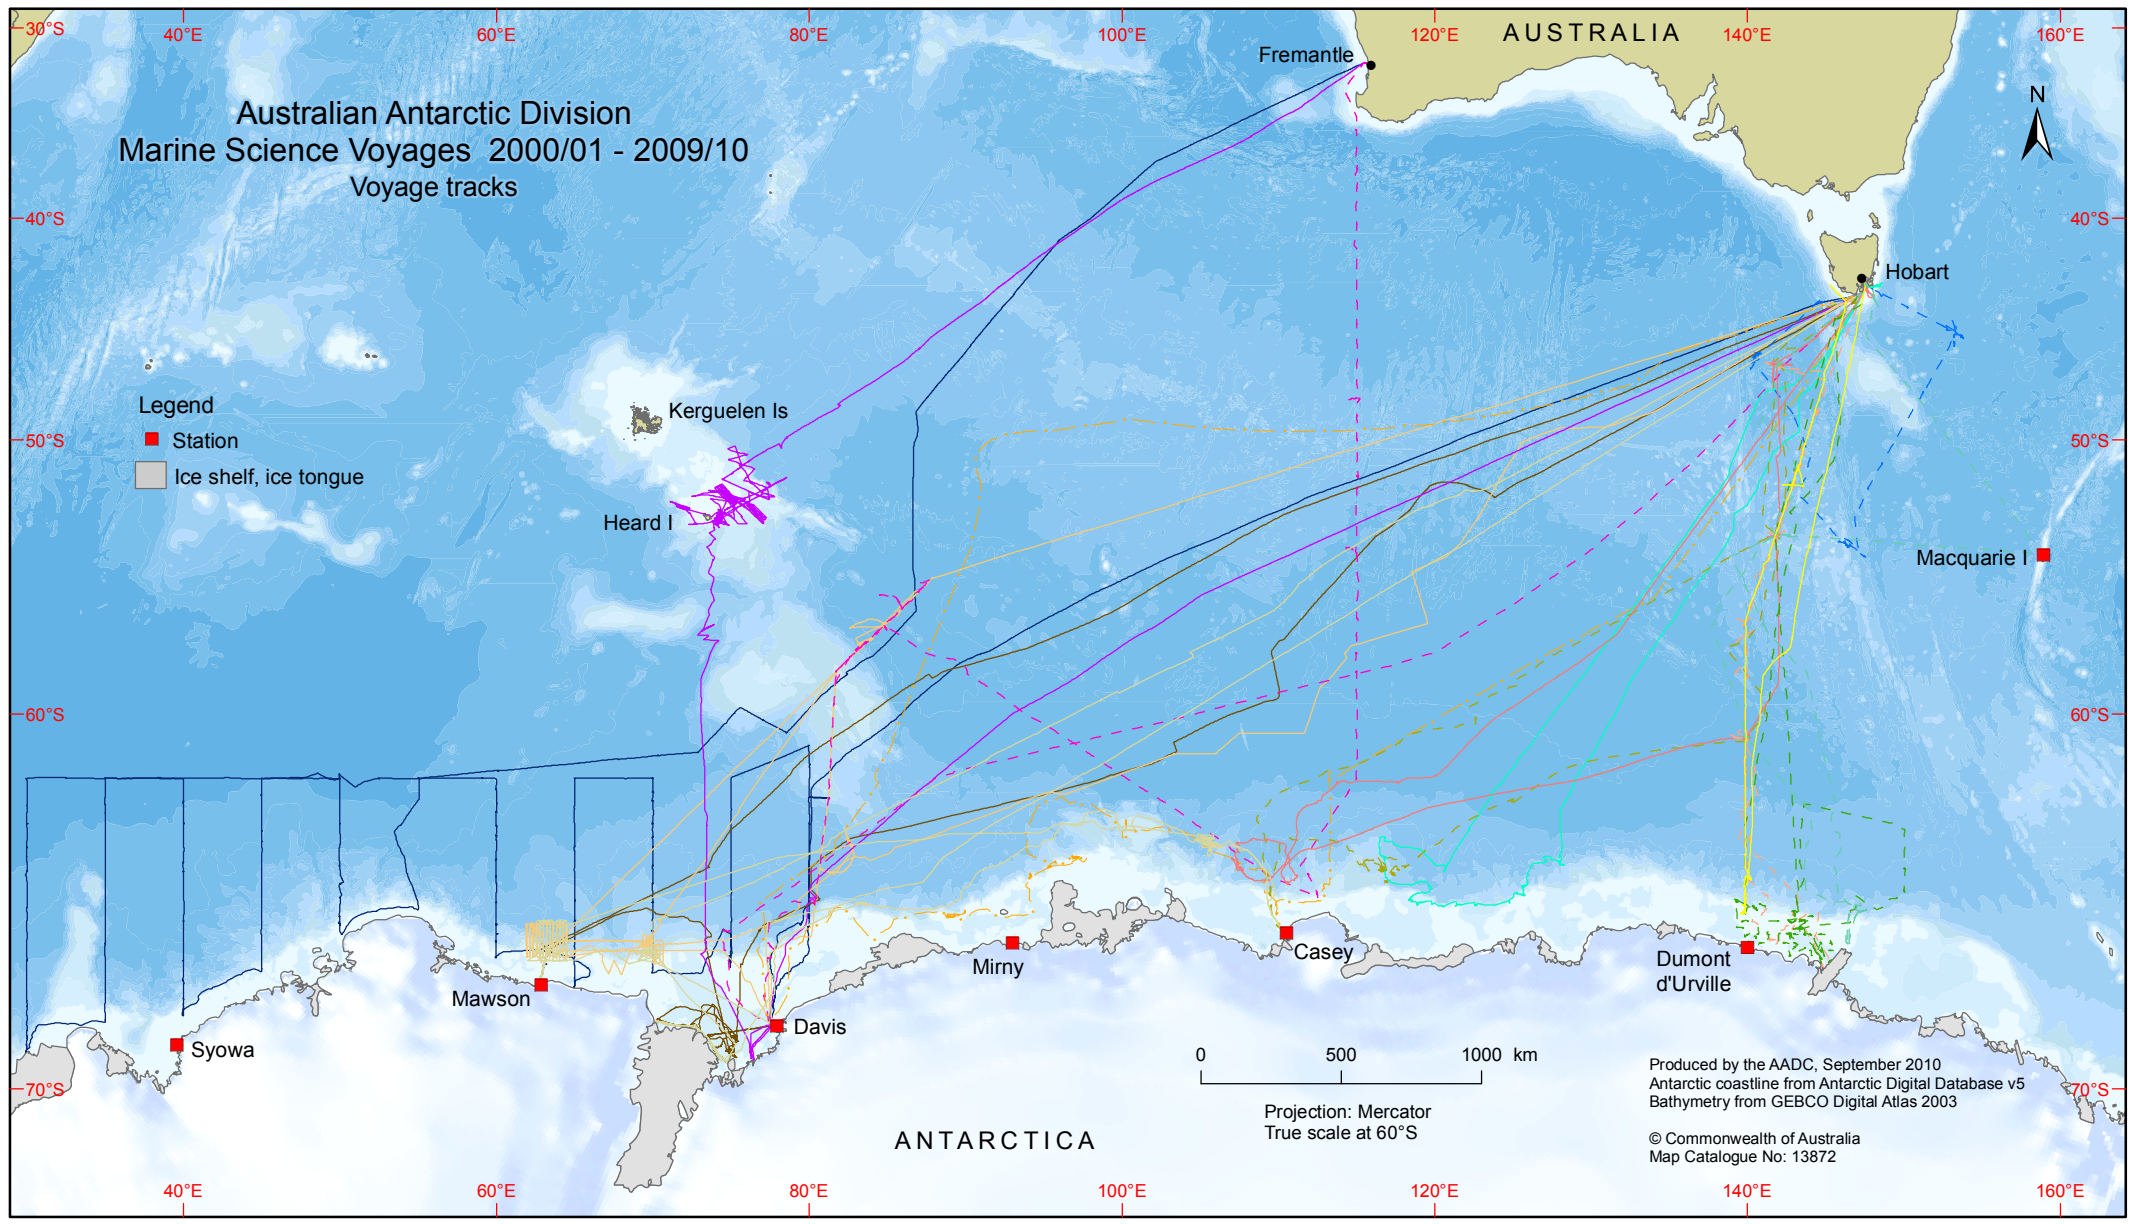 30°S
40°E
60°E
80°E
100°E
120°E
AUSTRALIA
140°E
160°E
30°S
Fremantle
N
Australian Antarctic Division
Marine Science Voyages 2000/01 - 2009/10
Voyage tracks
40°S
40°S
Hobart
Legend
Station
Ice shelf, ice tongue
Kerguelen Is
50°S
50°S
Heard I
Macquarie I
60°S
60°S
Mawson
Mirny
Casey
Dumont
d'Urville
Davis
Syowa
70°S
70°S
0 500 1000 km
Projection: Mercator
True scale at 60°S
ANTARCTICA
Produced by the AADC, September 2010
Antarctic coastline from Antarctic Digital Database v5
Bathymetry from GEBCO Digital Atlas 2003
© Commonwealth of Australia
Map Catalogue No: 13872
40°E
60°E
80°E
100°E
120°E
140°E
160°E